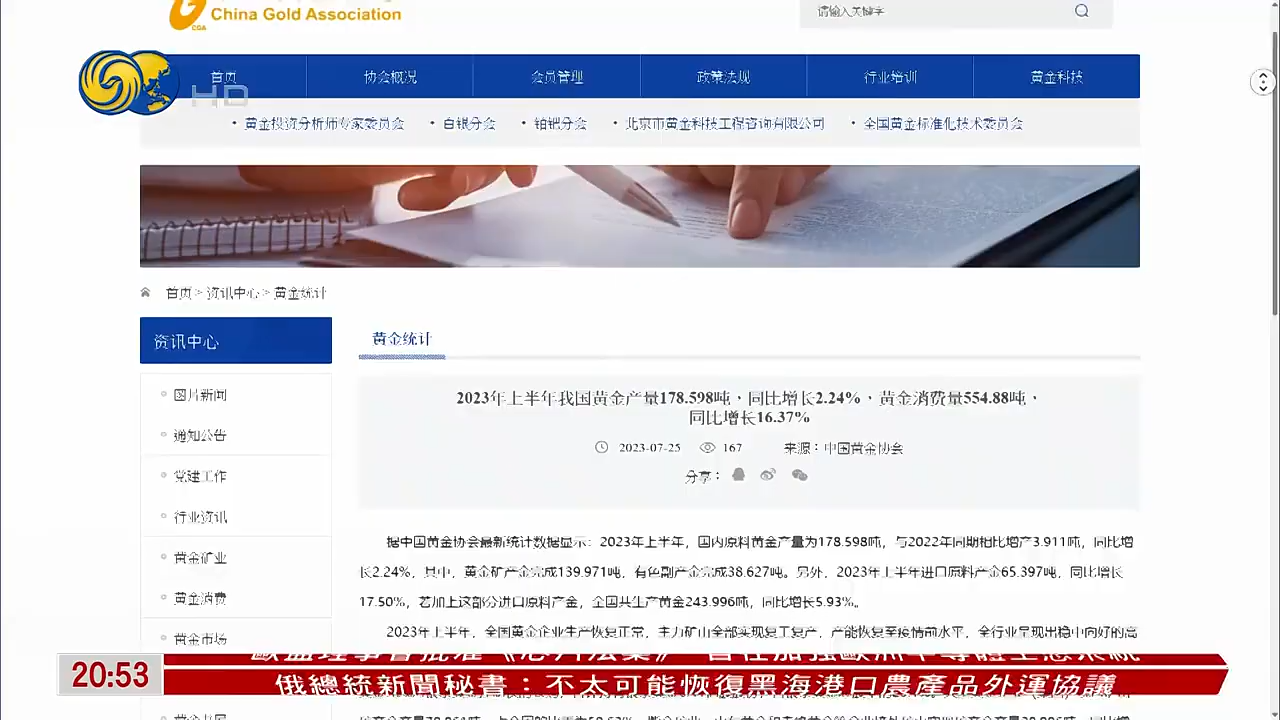 China Gold Association
CGA
请输入关键字
首页
协会概况
会员管理
政策法规
行业培训
黄金科技
HD
• 黄金投资分析师专家委员会 • 白银分会 • 铂钯分会 • 北京市黄金科技工程咨询有限公司 • 全国黄金标准化技术委员会
首页 > 资讯中心 > 黄金统计
资讯中心
黄金统计
图片新闻
通知公告
党建工作
行业资讯
黄金矿业
黄金消费
黄金市场
2023年上半年我国黄金产量178.598吨，同比增长2.24%，黄金消费量554.88吨，
同比增长16.37%
2023-07-25 167 来源：中国黄金协会
分享：
据中国黄金协会最新统计数据显示：2023年上半年，国内原料黄金产量为178.598吨，与2022年同期相比增产3.911吨，同比增
长2.24%，其中，黄金矿产金完成139.971吨，有色副产金完成38.627吨。另外，2023年上半年进口原料产金65.397吨，同比增长
17.50%，若加上这部分进口原料产金，全国共生产黄金243.996吨，同比增长5.93%。
2023年上半年，全国黄金企业生产恢复正常，主力矿山全部实现复工复产，产能恢复至疫情前水平，全行业呈现出稳中向好的高
20:53
俄總統新聞秘書：不太可能恢復黑海港口農產品外運協議